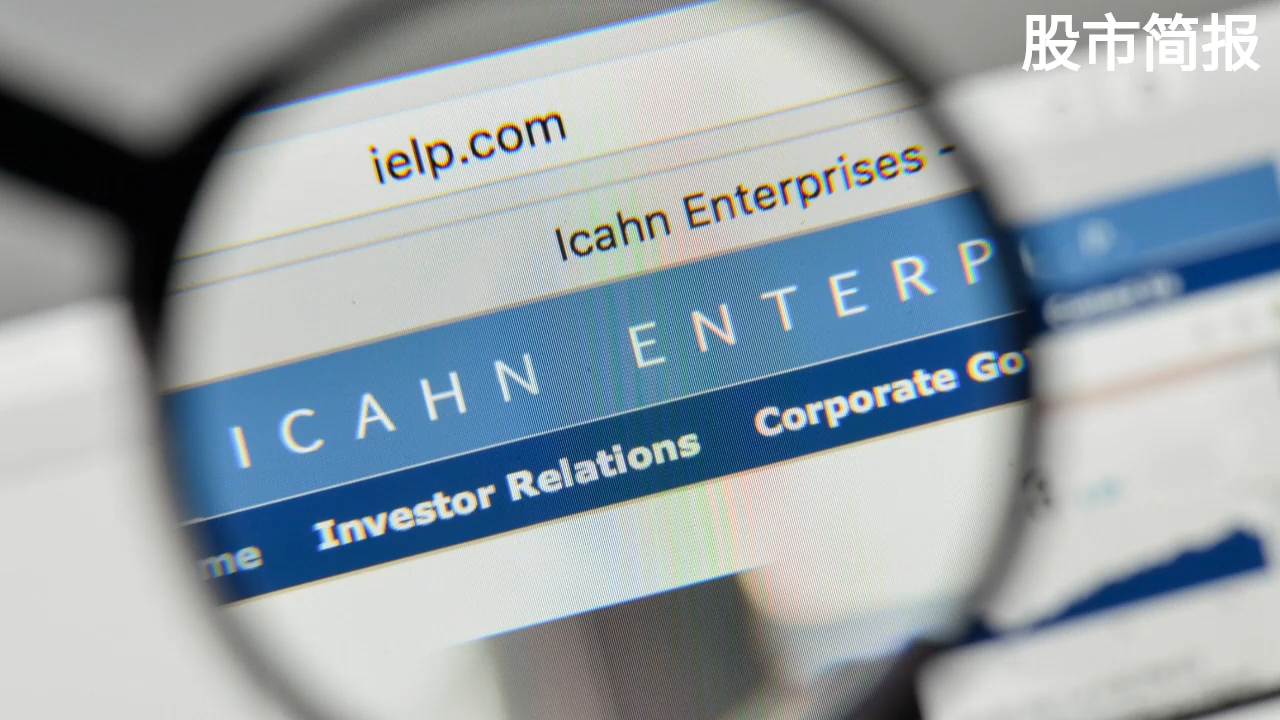 股市简报
ielp.com
Icahn Enterprises -
ICAHN ENTERP
me Investor Relations Corporate Go